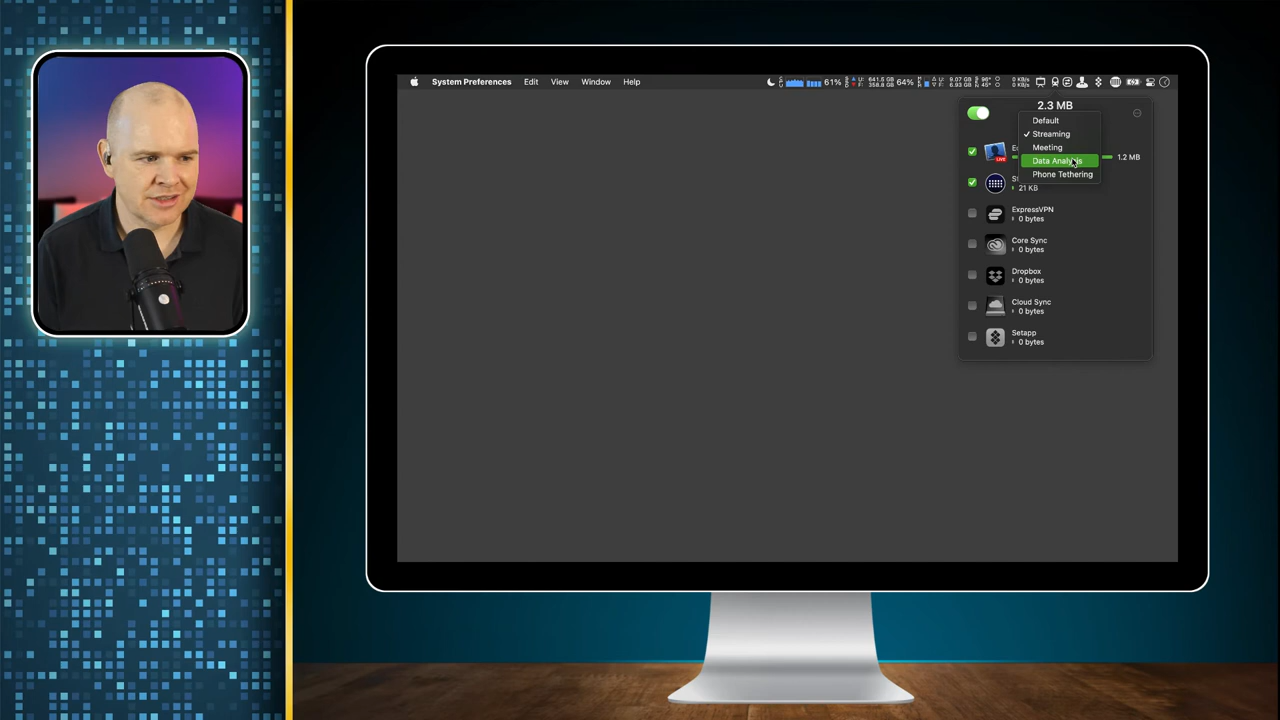 System Preferences Edit View Window Help 61% 64%
2.3 MB
Default
✓ Streaming
Meeting
Data Analysis
Phone Tethering
LIVE
1.2 MB
21 KB
ExpressVPN
0 bytes
Core Sync
0 bytes
Dropbox
0 bytes
Cloud Sync
0 bytes
Setapp
0 bytes